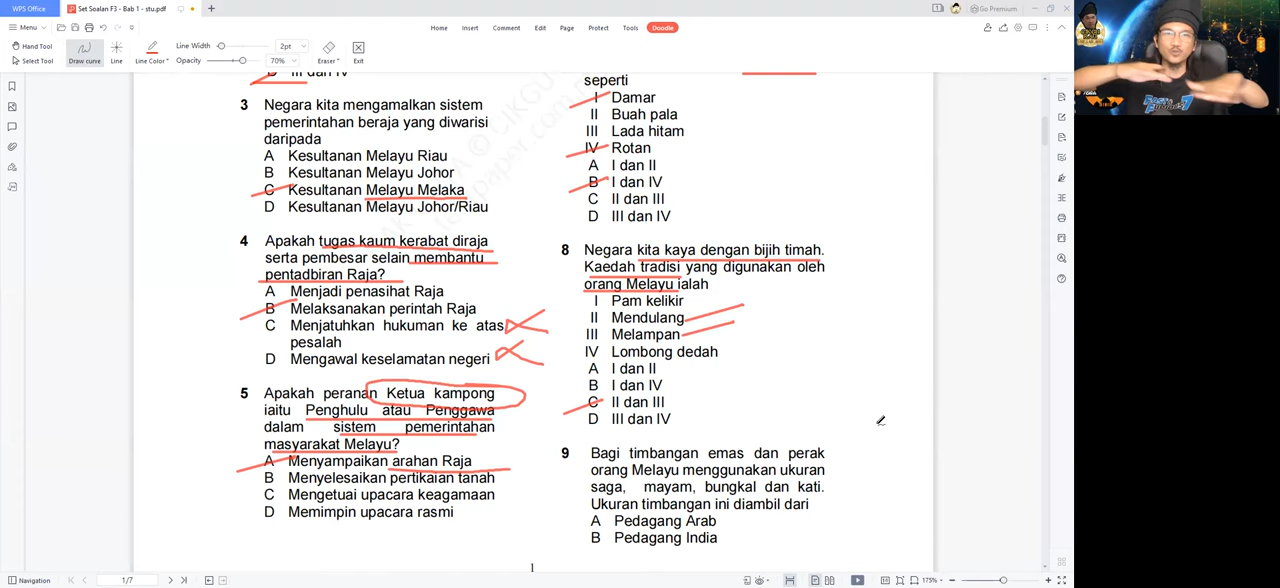 WPS Office
Set Soalan F3 - Bab 1 - stu.pdf
Go Premium
Menu
Home
Insert
Comment
Edit
Page
Protect
Tools
Doodle
Hand Tool
Select Tool
Draw curve
Line
Line Color
Line Width
2pt
Opacity
70%
Eraser
Exit
D III dan IV
3 Negara kita mengamalkan sistem
pemerintahan beraja yang diwarisi
daripada
A Kesultanan Melayu Riau
B Kesultanan Melayu Johor
C Kesultanan Melayu Melaka
D Kesultanan Melayu Johor/Riau
4 Apakah tugas kaum kerabat diraja
serta pembesar selain membantu
pentadbiran Raja?
A Menjadi penasihat Raja
B Melaksanakan perintah Raja
C Menjatuhkan hukuman ke atas
pesalah
D Mengawal keselamatan negeri
5 Apakah peranan Ketua kampong
iaitu Penghulu atau Penggawa
dalam sistem pemerintahan
masyarakat Melayu?
A Menyampaikan arahan Raja
B Menyelesaikan pertikaian tanah
C Mengetuai upacara keagamaan
D Memimpin upacara rasmi
seperti
I Damar
II Buah pala
III Lada hitam
IV Rotan
A I dan II
B I dan IV
C II dan III
D III dan IV
8 Negara kita kaya dengan bijih timah.
Kaedah tradisi yang digunakan oleh
orang Melayu ialah
I Pam kelikir
II Mendulang
III Melampan
IV Lombong dedah
A I dan II
B I dan IV
C II dan III
D III dan IV
9 Bagi timbangan emas dan perak
orang Melayu menggunakan ukuran
saga, mayam, bungkal dan kati.
Ukuran timbangan ini diambil dari
A Pedagang Arab
B Pedagang India
1
Navigation
1/7
175%